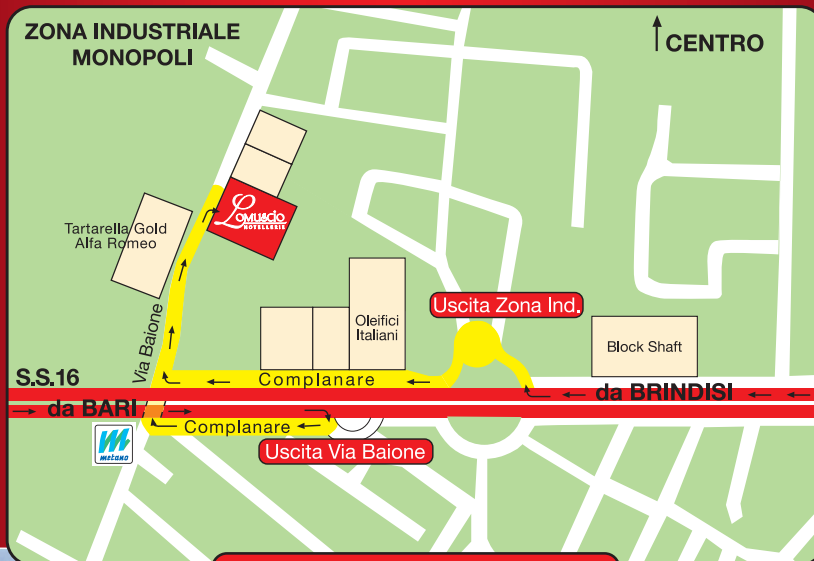 ZONA INDUSTRIALE
MONOPOLI
CENTRO
Lomuscio
HOTELLERIE
Tartarella Gold
Alfa Romeo
Via Baione
Oleifici
Italiani
Uscita Zona Ind.
Block Shaft
S.S.16
Complanare
da BRINDISI
da BARI
Complanare
metano
Uscita Via Baione